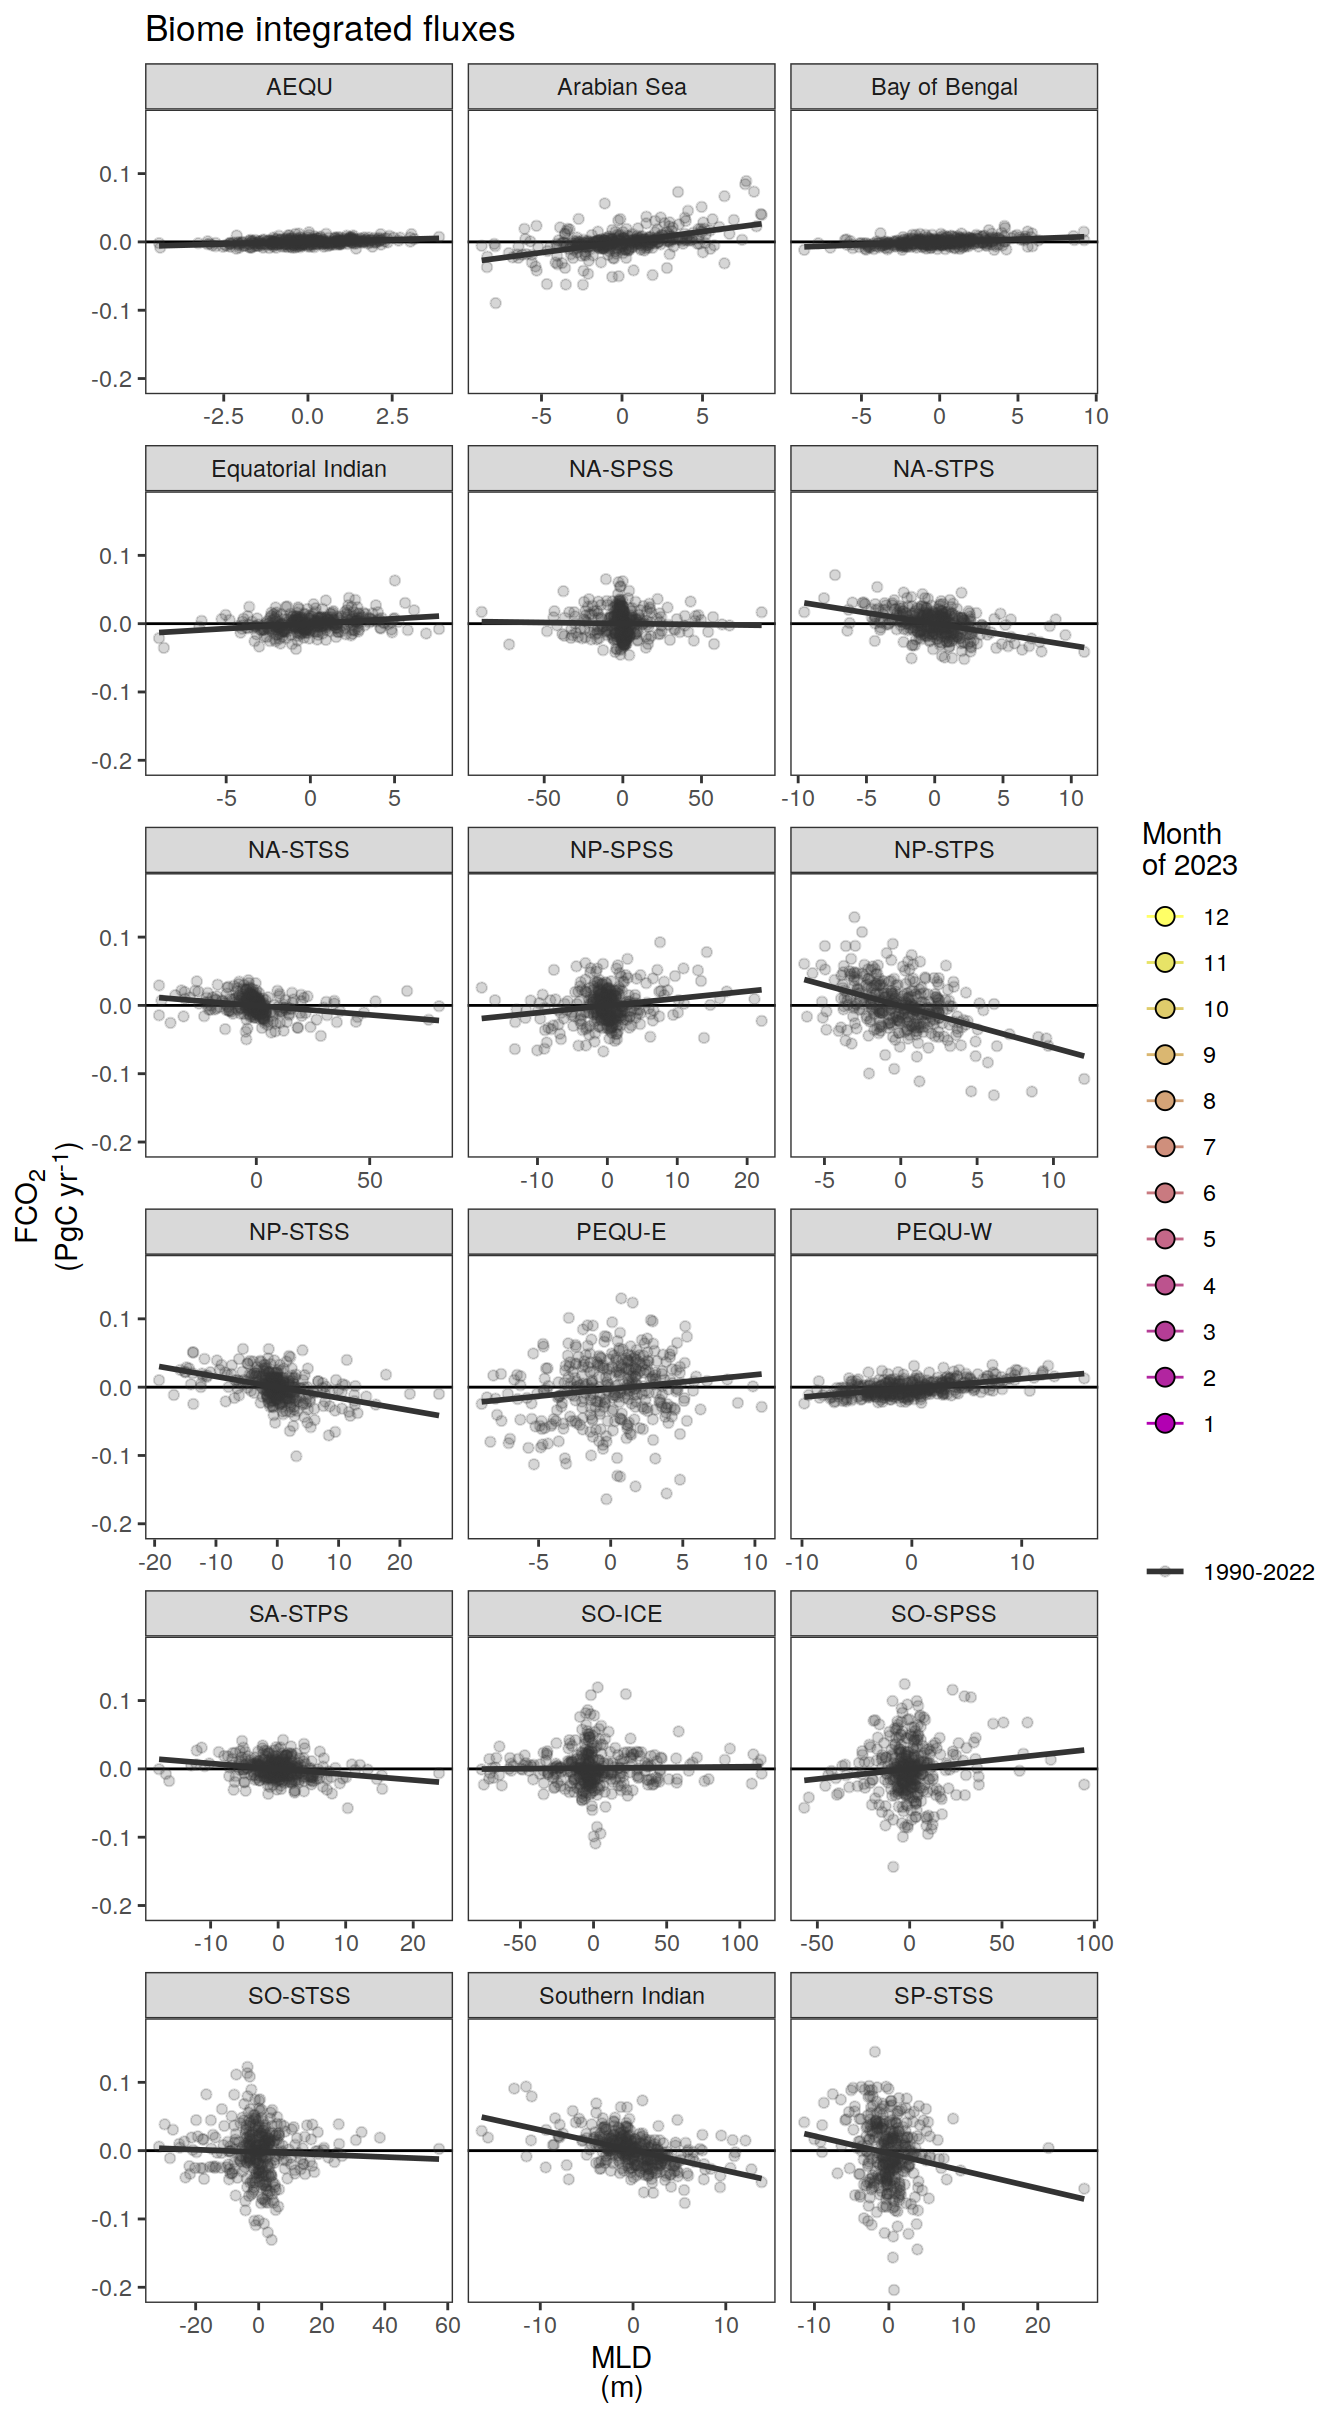 Biome integrated fluxes
AEQU Arabian Sea Bay of Bengal
0.1
0.0
-0.1
-0.2
-2.5 0.0 2.5 -5 0 5 -5 0 5 10
Equatorial Indian NA-SPSS NA-STPS
0.1
0.0
-0.1
-0.2
-5 0 5 -50 0 50 -10 -5 0 5 10
NA-STSS NP-SPSS NP-STPS
0.1
0.0
-0.1
-0.2
0 50 -10 0 10 20 -5 0 5 10
NP-STSS PEQU-E PEQU-W
0.1
0.0
-0.1
-0.2
-20 -10 0 10 20 -5 0 5 10 -10 0 10
SA-STPS SO-ICE SO-SPSS
0.1
0.0
-0.1
-0.2
-10 0 10 20 -50 0 50 100 -50 0 50 100
SO-STSS Southern Indian SP-STSS
0.1
0.0
-0.1
-0.2
-20 0 20 40 60 -10 0 10 -10 0 10 20
MLD
(m)
FCO₂
(PgC yr⁻¹)
Month
of 2023
12
11
10
9
8
7
6
5
4
3
2
1
1990-2022